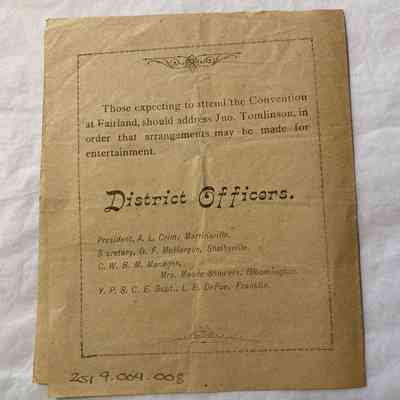 Those expecting to attend the Convention
at Fairland, should address Jno. Tomlinson, in
order that arrangements may be made for
entertainment.
District Officers.
President, A. L. Crim, Morrisville.
Secretary, G. F. McHargue, Shelbyville.
C. W. B. M. Manager,
Mrs. Maude Showers, Bloomington.
Y. P. S. C. E. Supt., L. E. DePue, Franklin.
2519.004.008